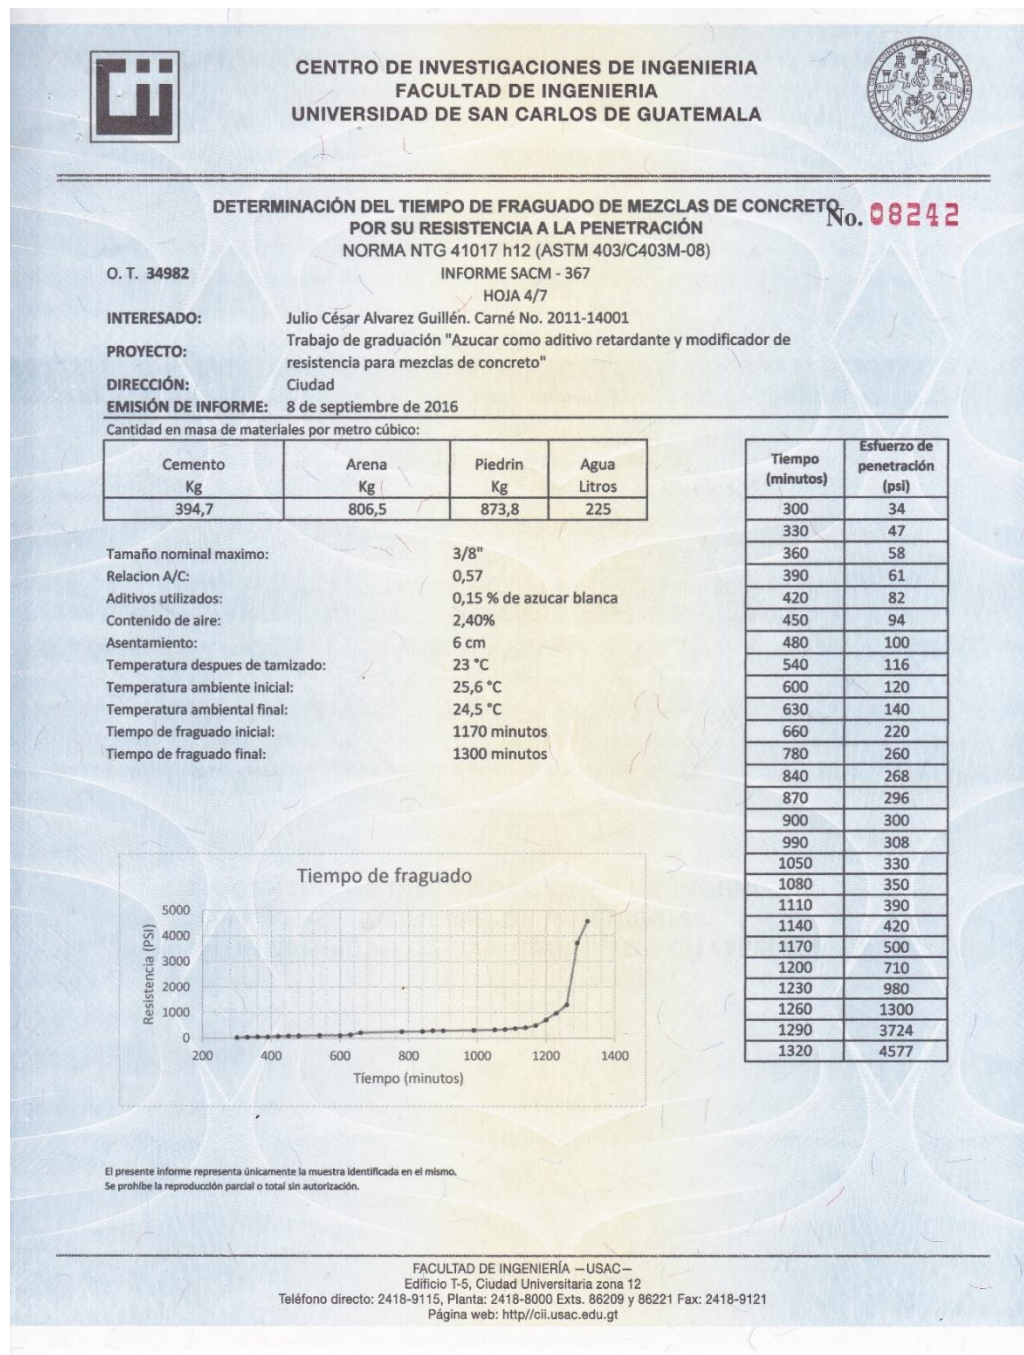 CENTRO DE INVESTIGACIONES DE INGENIERIA
FACULTAD DE INGENIERIA
UNIVERSIDAD DE SAN CARLOS DE GUATEMALA
DETERMINACIÓN DEL TIEMPO DE FRAGUADO DE MEZCLAS DE CONCRETO
POR SU RESISTENCIA A LA PENETRACIÓN
No. 08242
NORMA NTG 41017 h12 (ASTM 403/C403M-08)
O. T. 34982 INFORME SACM - 367
HOJA 4/7
INTERESADO: Julio César Alvarez Guillén. Carné No. 2011-14001
PROYECTO: Trabajo de graduación "Azucar como aditivo retardante y modificador de
resistencia para mezclas de concreto"
DIRECCIÓN: Ciudad
EMISIÓN DE INFORME: 8 de septiembre de 2016
Cantidad en masa de materiales por metro cúbico:
Cemento Arena Piedrin Agua
Kg Kg Kg Litros
394,7 806,5 873,8 225
Tamaño nominal maximo: 3/8"
Relacion A/C: 0,57
Aditivos utilizados: 0,15 % de azucar blanca
Contenido de aire: 2,40%
Asentamiento: 6 cm
Temperatura despues de tamizado: 23 °C
Temperatura ambiente inicial: 25,6 °C
Temperatura ambiental final: 24,5 °C
Tiempo de fraguado inicial: 1170 minutos
Tiempo de fraguado final: 1300 minutos
Tiempo
(minutos)
Esfuerzo de
penetración
(psi)
300 34
330 47
360 58
390 61
420 82
450 94
480 100
540 116
600 120
630 140
660 220
780 260
840 268
870 296
900 300
990 308
1050 330
1080 350
1110 390
1140 420
1170 500
1200 710
1230 980
1260 1300
1290 3724
1320 4577
Tiempo de fraguado
Resistencia (PSI)
5000
4000
3000
2000
1000
0
200 400 600 800 1000 1200 1400
Tíempo (minutos)
El presente informe representa únicamente la muestra identificada en el mismo.
Se prohíbe la reproducción parcial o total sin autorización.
FACULTAD DE INGENIERÍA —USAC—
Edificio T-5, Ciudad Universitaria zona 12
Teléfono directo: 2418-9115, Planta: 2418-8000 Exts. 86209 y 86221 Fax: 2418-9121
Página web: http//cii.usac.edu.gt